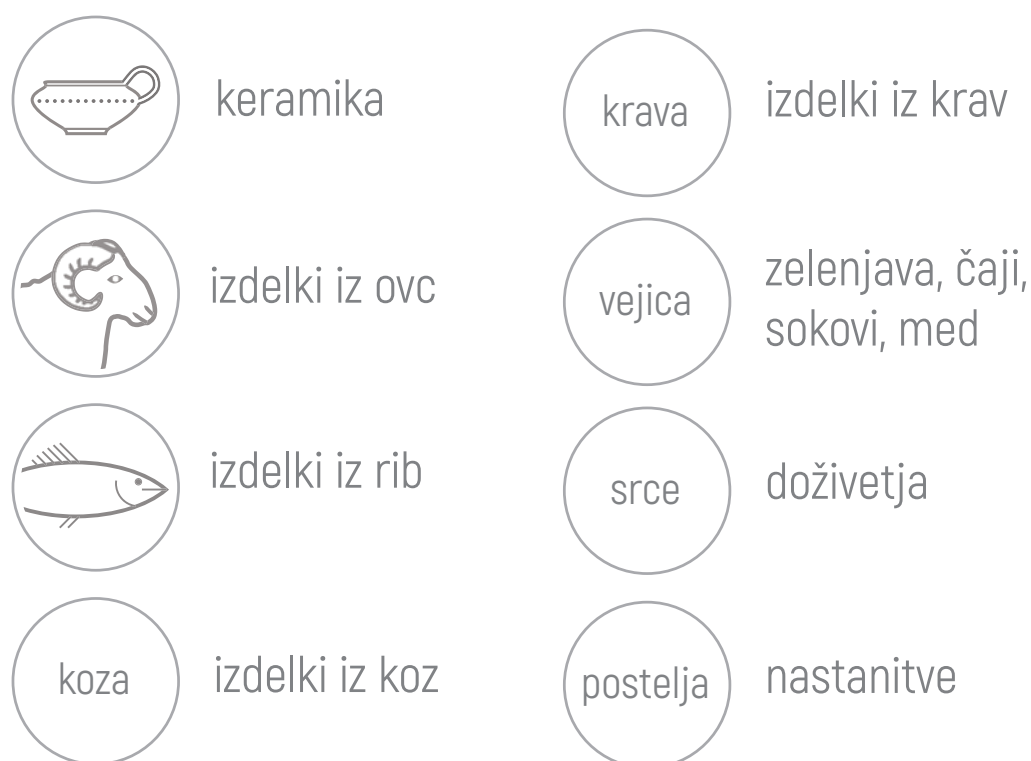 keramika
izdelki iz ovc
izdelki iz rib
koza
izdelki iz koz
krava
izdelki iz krav
vejica
zelenjava, čaji,
sokovi, med
srce
doživetja
postelja
nastanitve